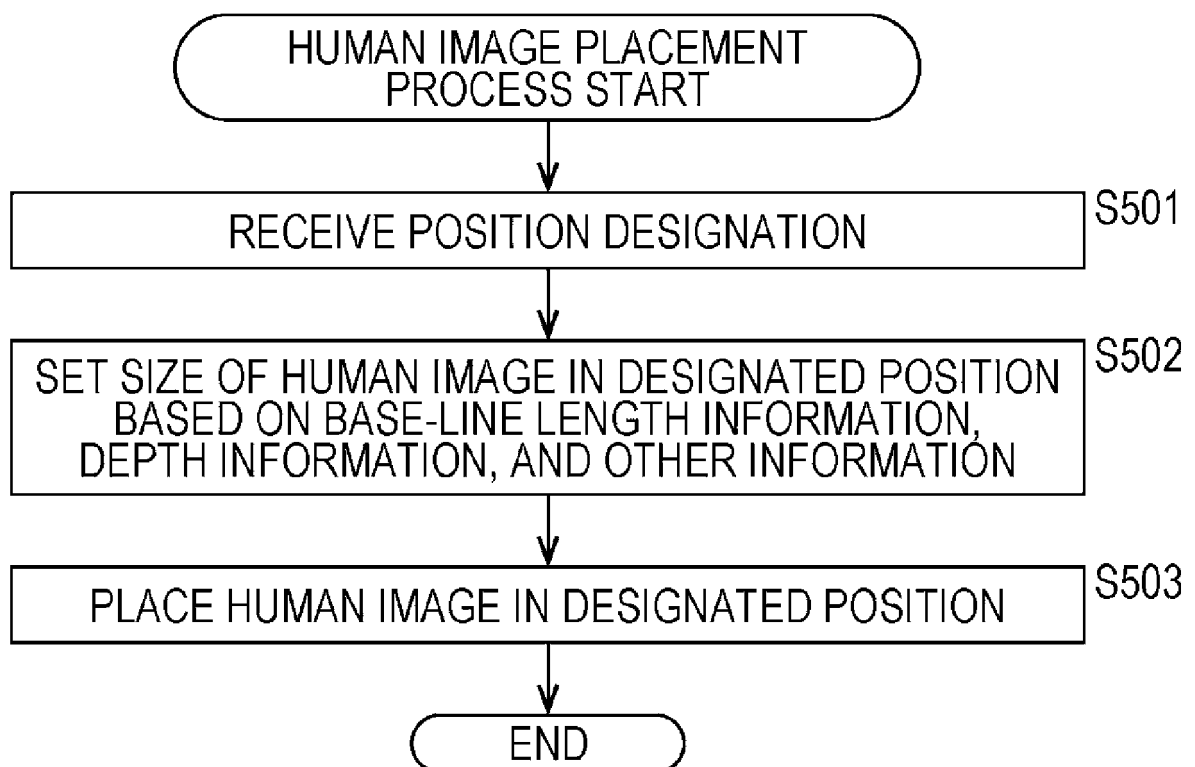 HUMAN IMAGE PLACEMENT
PROCESS START
RECEIVE POSITION DESIGNATION
S501
SET SIZE OF HUMAN IMAGE IN DESIGNATED POSITION
BASED ON BASE-LINE LENGTH INFORMATION,
DEPTH INFORMATION, AND OTHER INFORMATION
S502
PLACE HUMAN IMAGE IN DESIGNATED POSITION
S503
END